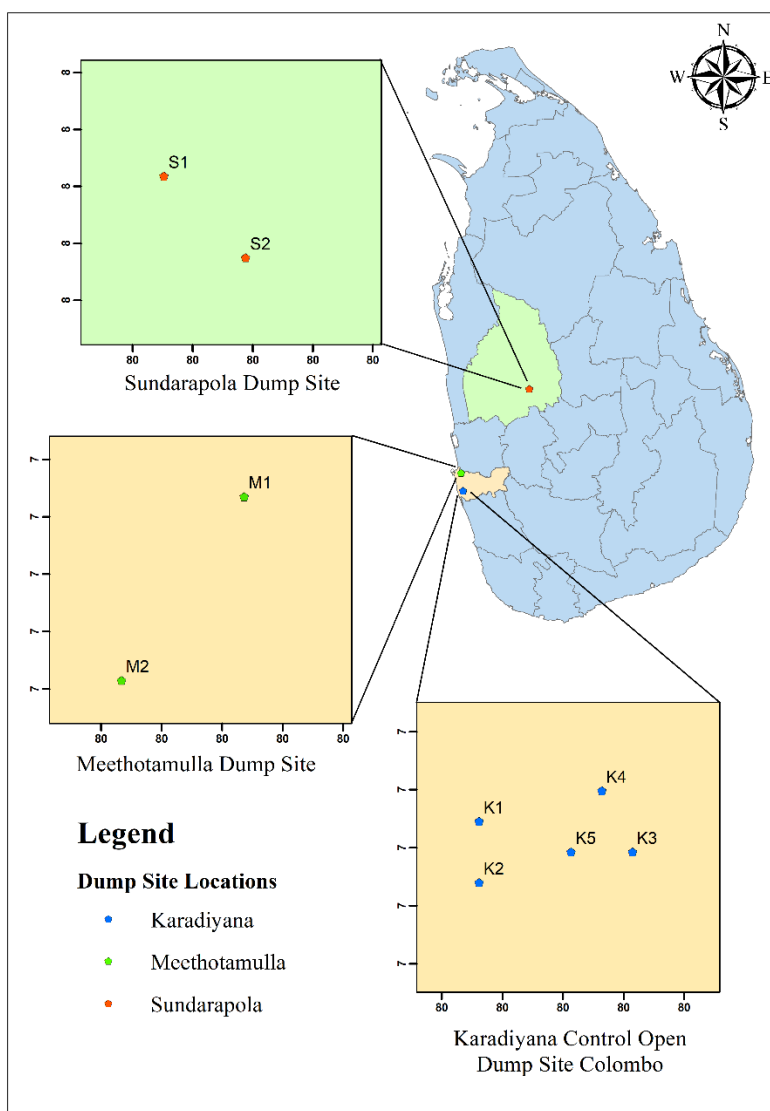 N
W
E
S
8
8
8
8
8
S1
S2
80
80
80
80
80
Sundarapola Dump Site
7
7
7
7
7
M1
M2
80
80
80
80
80
Meethotamulla Dump Site
7
7
7
7
7
K4
K1
K5
K3
K2
80
80
80
80
80
Karadiyana Control Open
Dump Site Colombo
Legend
Dump Site Locations
Karadiyana
Meethotamulla
Sundarapola